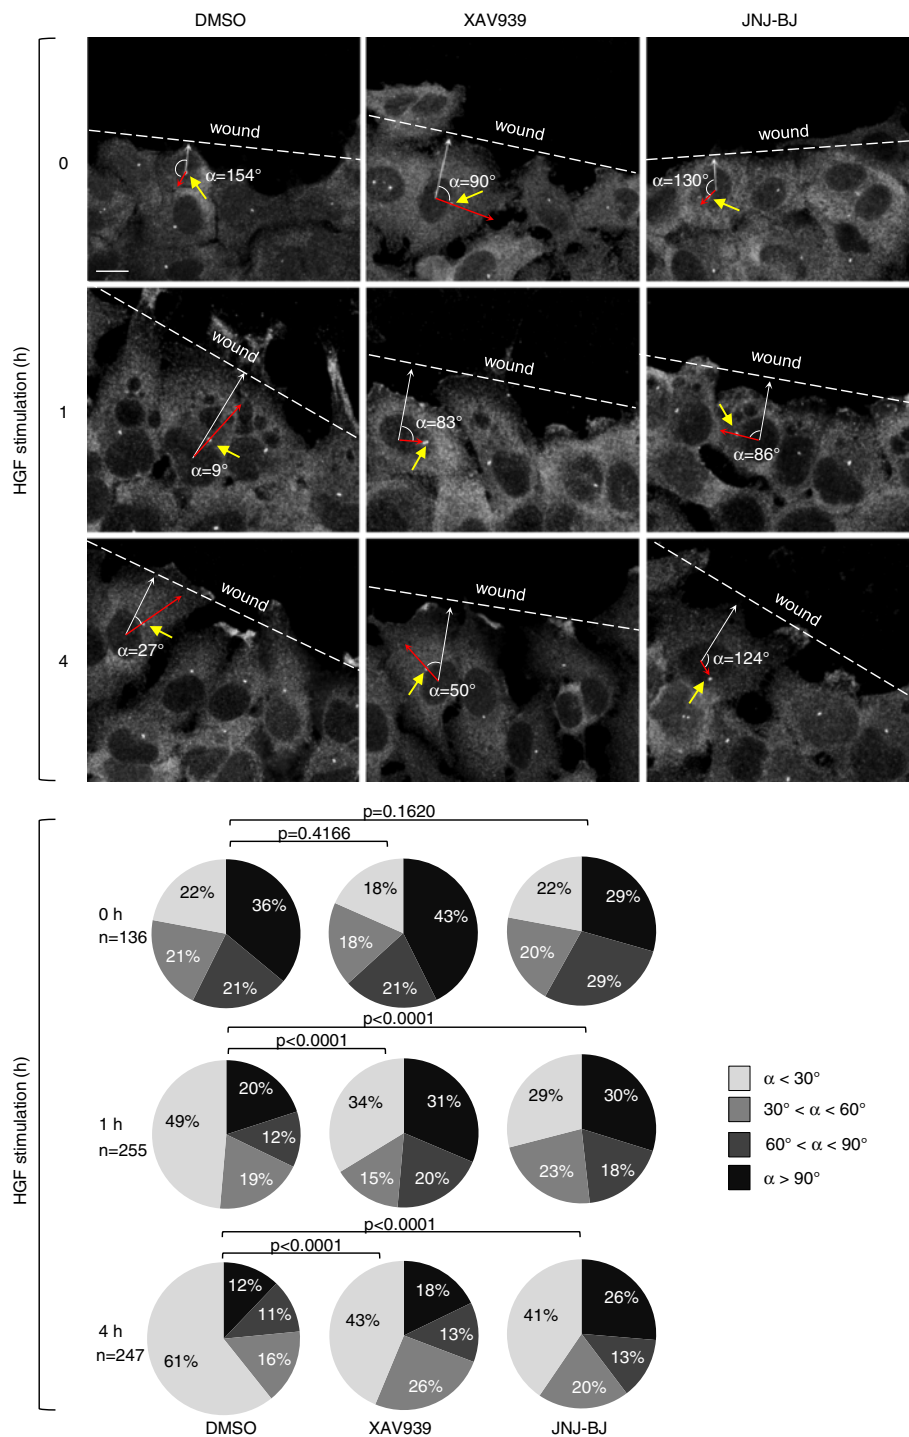 DMSO XAV939 JNJ-BJ
HGF stimulation (h)
0
wound
α=154°
wound
α=90°
wound
α=130°
1
wound
α=9°
wound
α=83°
wound
α=86°
4
wound
α=27°
wound
α=50°
wound
α=124°
HGF stimulation (h)
p=0.1620
p=0.4166
0 h
n=136
22% 36% 21% 21%
18% 43% 18% 21%
22% 29% 20% 29%
p<0.0001
p<0.0001
1 h
n=255
49% 20% 12% 19%
34% 31% 15% 20%
29% 30% 23% 18%
α < 30°
30° < α < 60°
60° < α < 90°
α > 90°
p<0.0001
p<0.0001
4 h
n=247
61% 12% 11% 16%
43% 18% 13% 26%
41% 26% 13% 20%
DMSO XAV939 JNJ-BJ